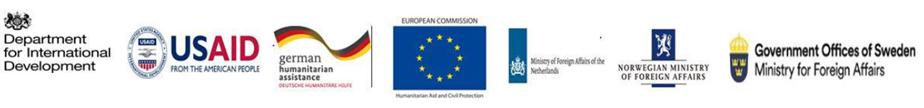 Department
for International
Development
USAID
USAID
FROM THE AMERICAN PEOPLE
german
humanitarian
assistance
DEUTSCHE HUMANITÄRE HILFE
EUROPEAN COMMISSION
Humanitarian Aid and Civil Protection
Ministry of Foreign Affairs of the
Netherlands
NORWEGIAN MINISTRY
OF FOREIGN AFFAIRS
Government Offices of Sweden
Ministry for Foreign Affairs